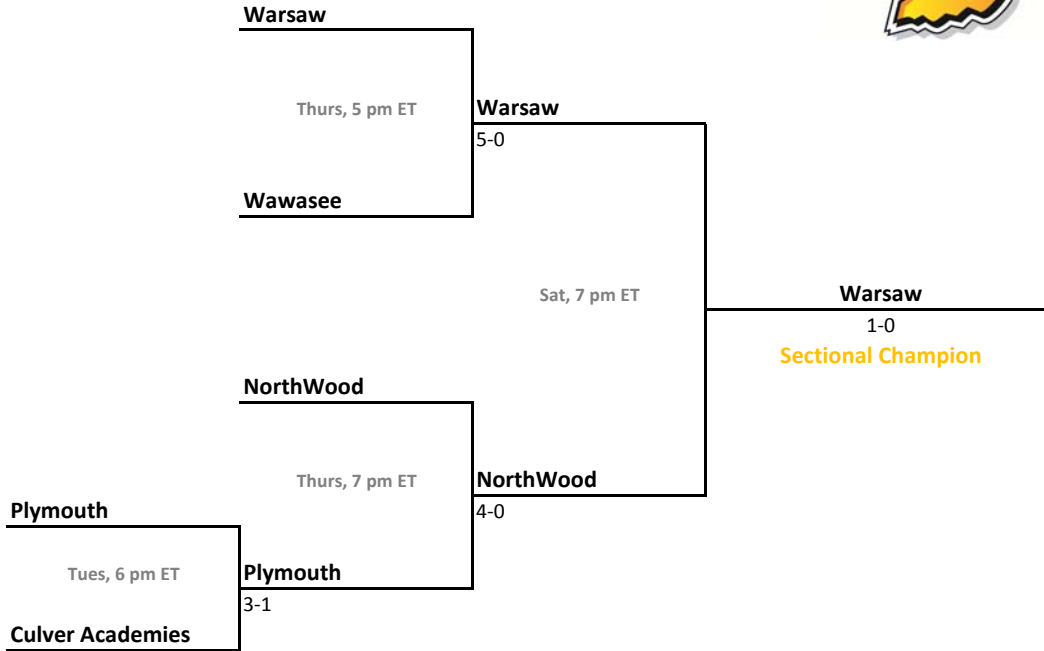 Warsaw
Thurs, 5 pm ET
Warsaw
5-0
Wawasee
Sat, 7 pm ET
Warsaw
1-0
Sectional Champion
NorthWood
Thurs, 7 pm ET
NorthWood
4-0
Plymouth
Tues, 6 pm ET
Plymouth
3-1
Culver Academies